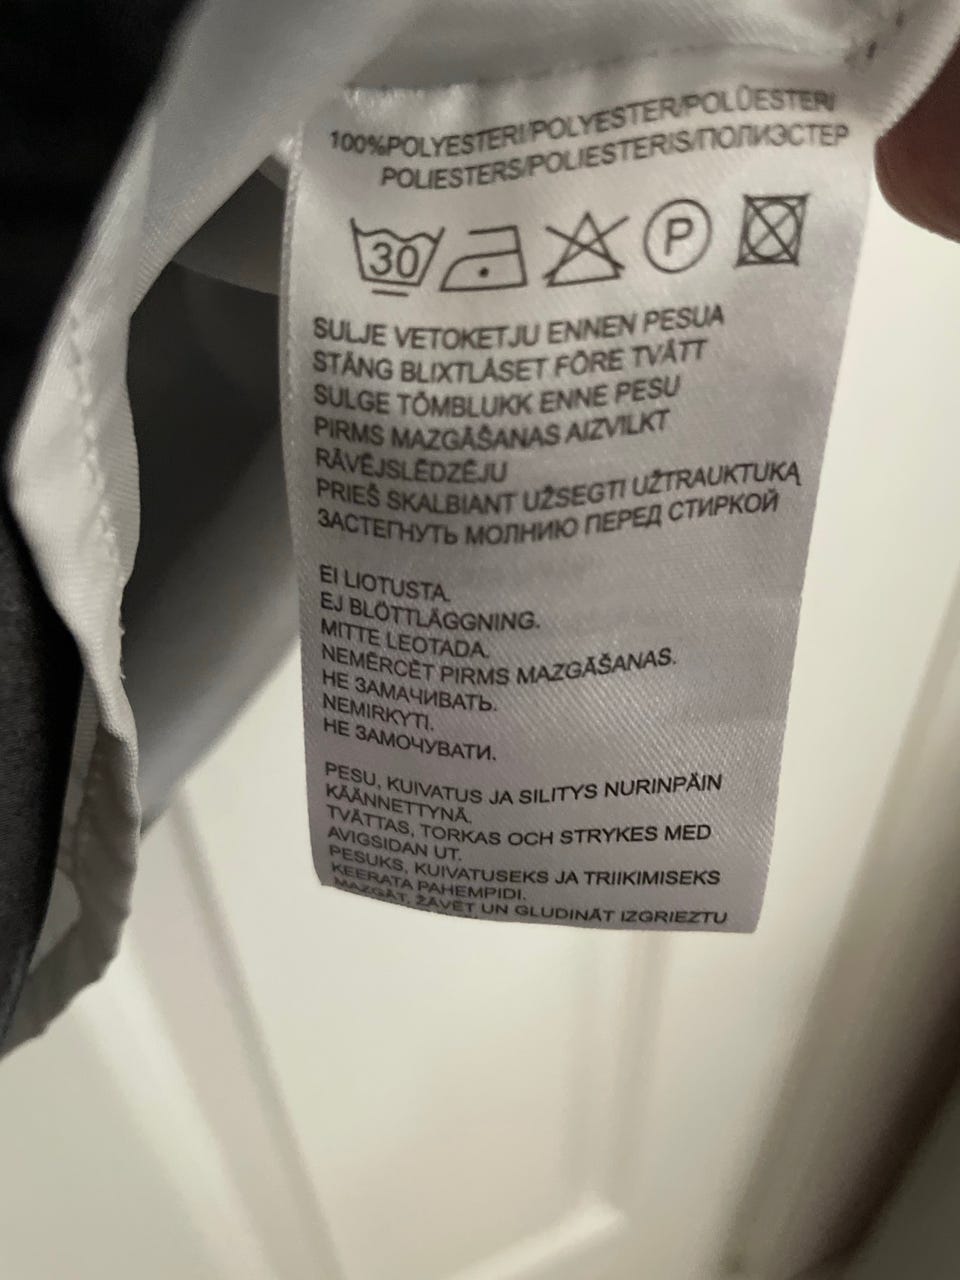 100%POLYESTERI/POLYESTER/POLÜESTER/
POLIESTERS/POLIESTERIS/ПОЛИЭСТЕР
30 P
SULJE VETOKETJU ENNEN PESUA
STÄNG BLIXTLÅSET FÖRE TVÄTT
SULGE TÕMBLUKK ENNE PESU
PIRMS MAZGĀŠANAS AIZVILKT
RĀVĒJSLĒDZĒJU
PRIEŠ SKALBIANT UŽSEGTI UŽTRAUKTUKĄ
ЗАСТЕГНУТЬ МОЛНИЮ ПЕРЕД СТИРКОЙ
EI LIOTUSTA.
EJ BLÖTTLÄGGNING.
MITTE LEOTADA.
NEMĒRCĒT PIRMS MAZGĀŠANAS.
НЕ ЗАМАЧИВАТЬ.
NEMIRKYTI.
НЕ ЗАМОЧУВАТИ.
PESU, KUIVATUS JA SILITYS NURINPÄIN
KÄÄNNETTYNÄ.
TVÄTTAS, TORKAS OCH STRYKES MED
AVIGSIDAN UT.
PESUKS, KUIVATUSEKS JA TRIIKIMISEKS
KEERATA PAHEMPIDI.
MAZGĀT, ŽĀVĒT UN GLUDINĀT IZGRIEZTU